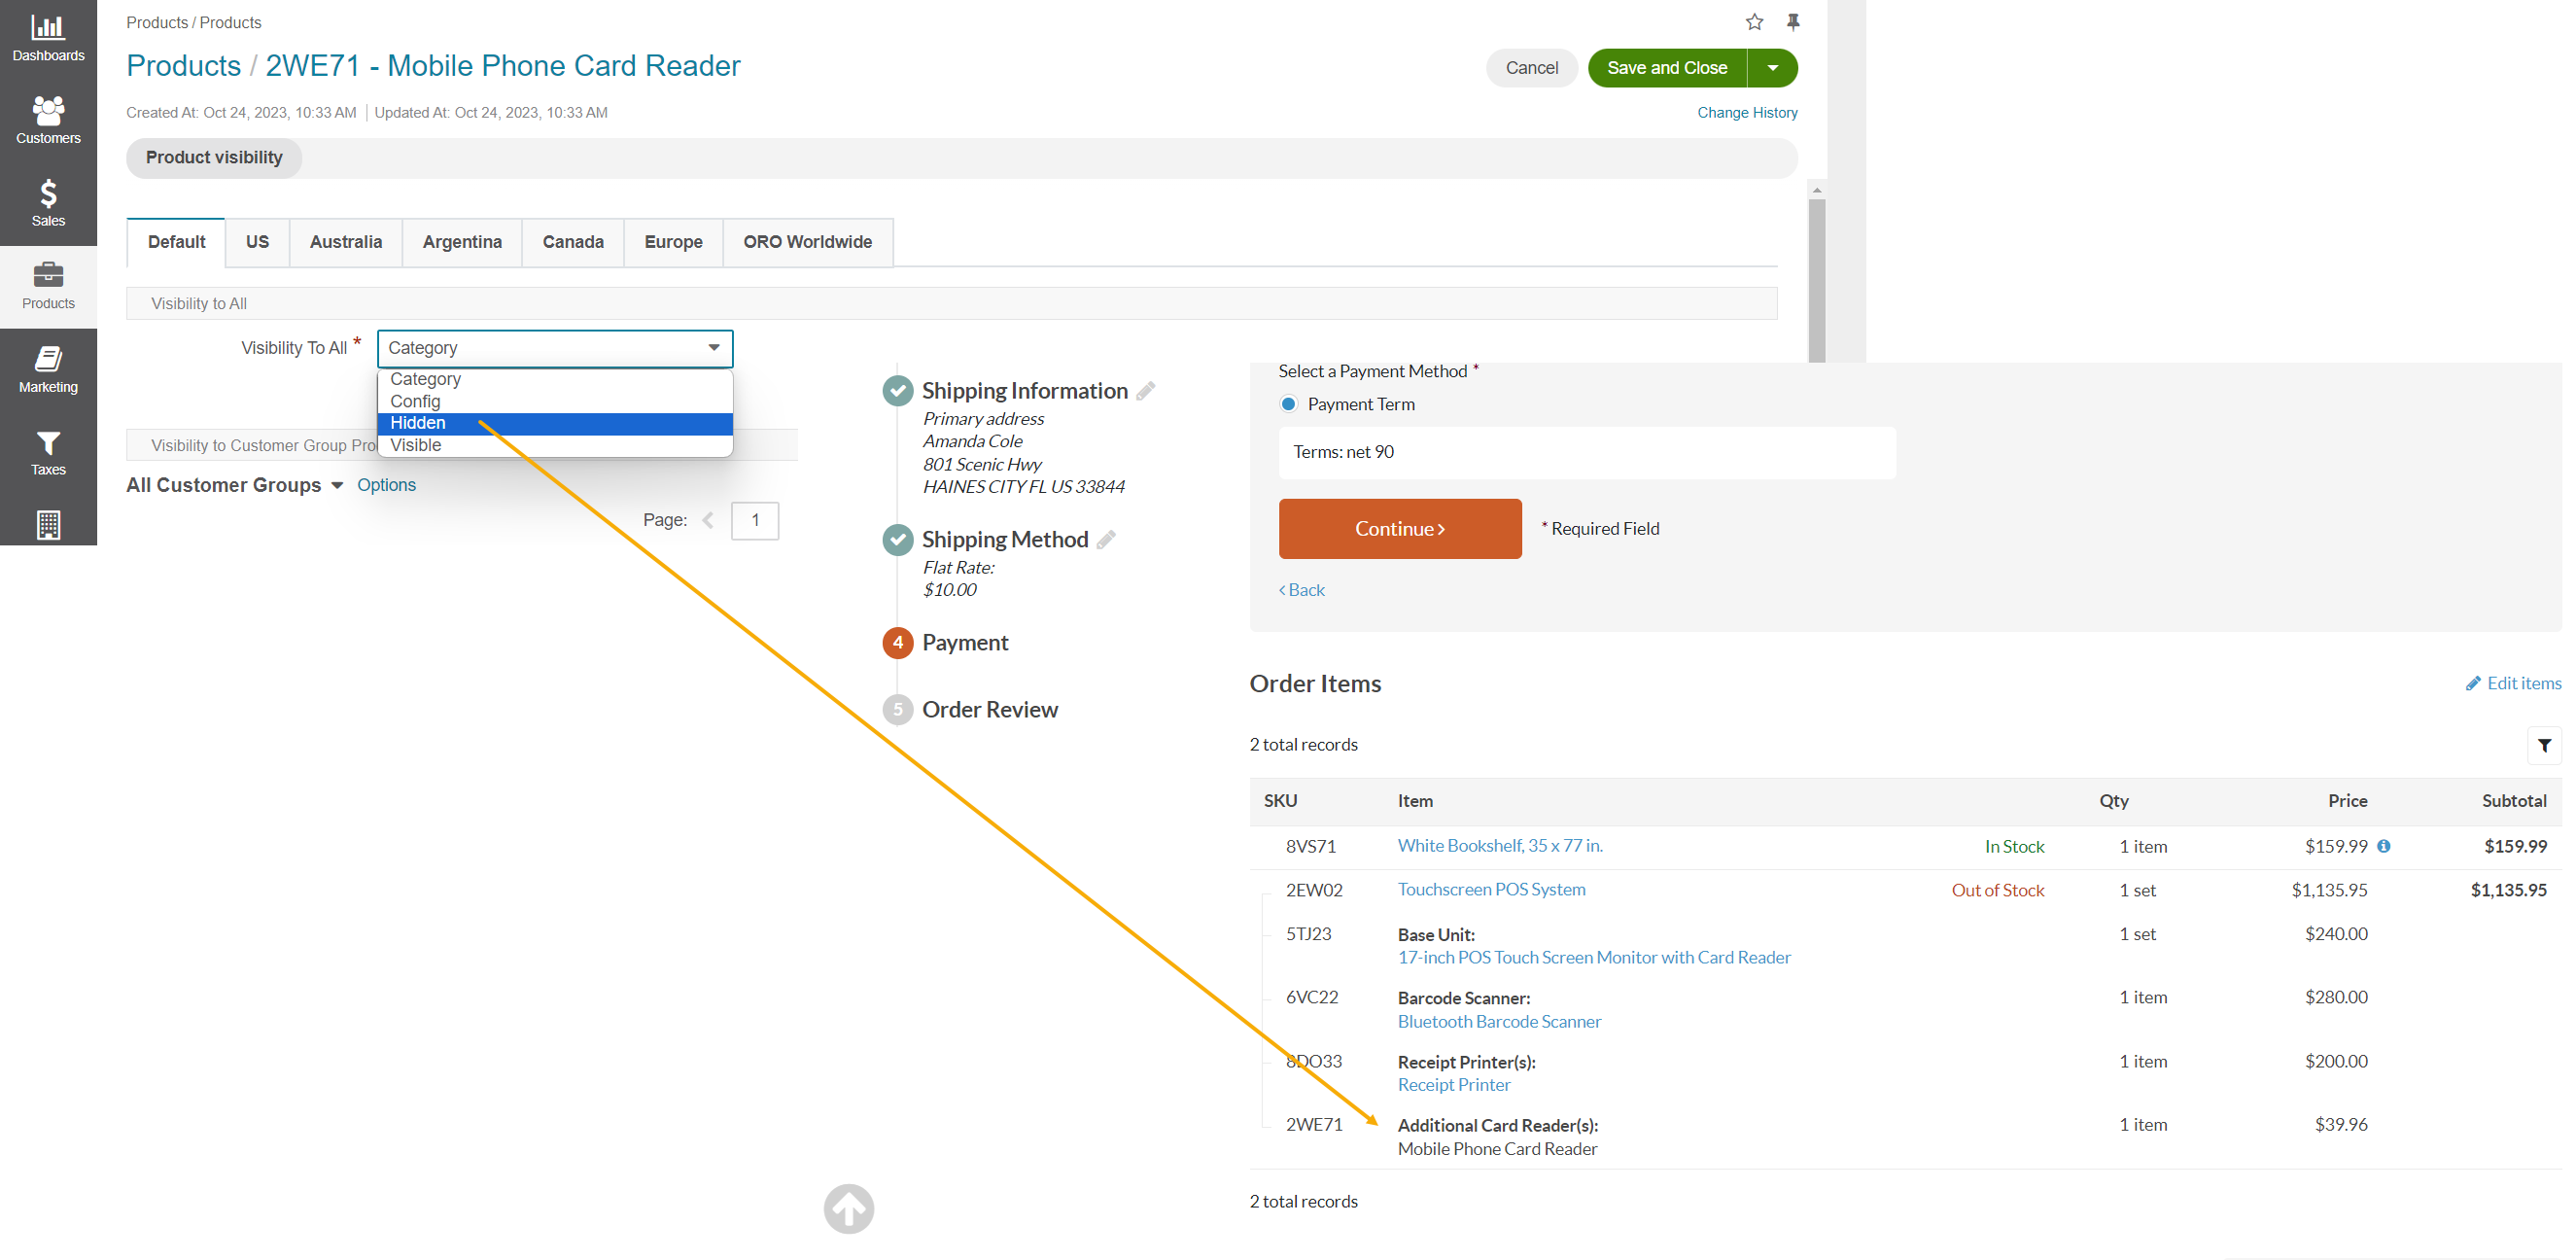 Dashboards
Customers
$
Sales
Products
Marketing
Taxes
Products / Products
Products / 2WE71 - Mobile Phone Card Reader
Cancel
Save and Close
Created At: Oct 24, 2023, 10:33 AM
Updated At: Oct 24, 2023, 10:33 AM
Change History
Product visibility
Default
US
Australia
Argentina
Canada
Europe
ORO Worldwide
Visibility to All
Visibility To All *
Category
Category
Config
Hidden
Visible
Visibility to Customer Group Pro
All Customer Groups
Options
Page:
1
Shipping Information
Primary address
Amanda Cole
801 Scenic Hwy
HAINES CITY FL US 33844
Shipping Method
Flat Rate:
$10.00
4 Payment
5 Order Review
Select a Payment Method *
Payment Term
Terms: net 90
Continue >
* Required Field
< Back
Order Items
Edit items
2 total records
SKU Item Qty Price Subtotal
8VS71 White Bookshelf, 35 x 77 in. In Stock 1 item $159.99 $159.99
2EW02 Touchscreen POS System Out of Stock 1 set $1,135.95 $1,135.95
5TJ23 Base Unit: 1 set $240.00
17-inch POS Touch Screen Monitor with Card Reader
6VC22 Barcode Scanner: 1 item $280.00
Bluetooth Barcode Scanner
8DO33 Receipt Printer(s): 1 item $200.00
Receipt Printer
2WE71 Additional Card Reader(s): 1 item $39.96
Mobile Phone Card Reader
2 total records